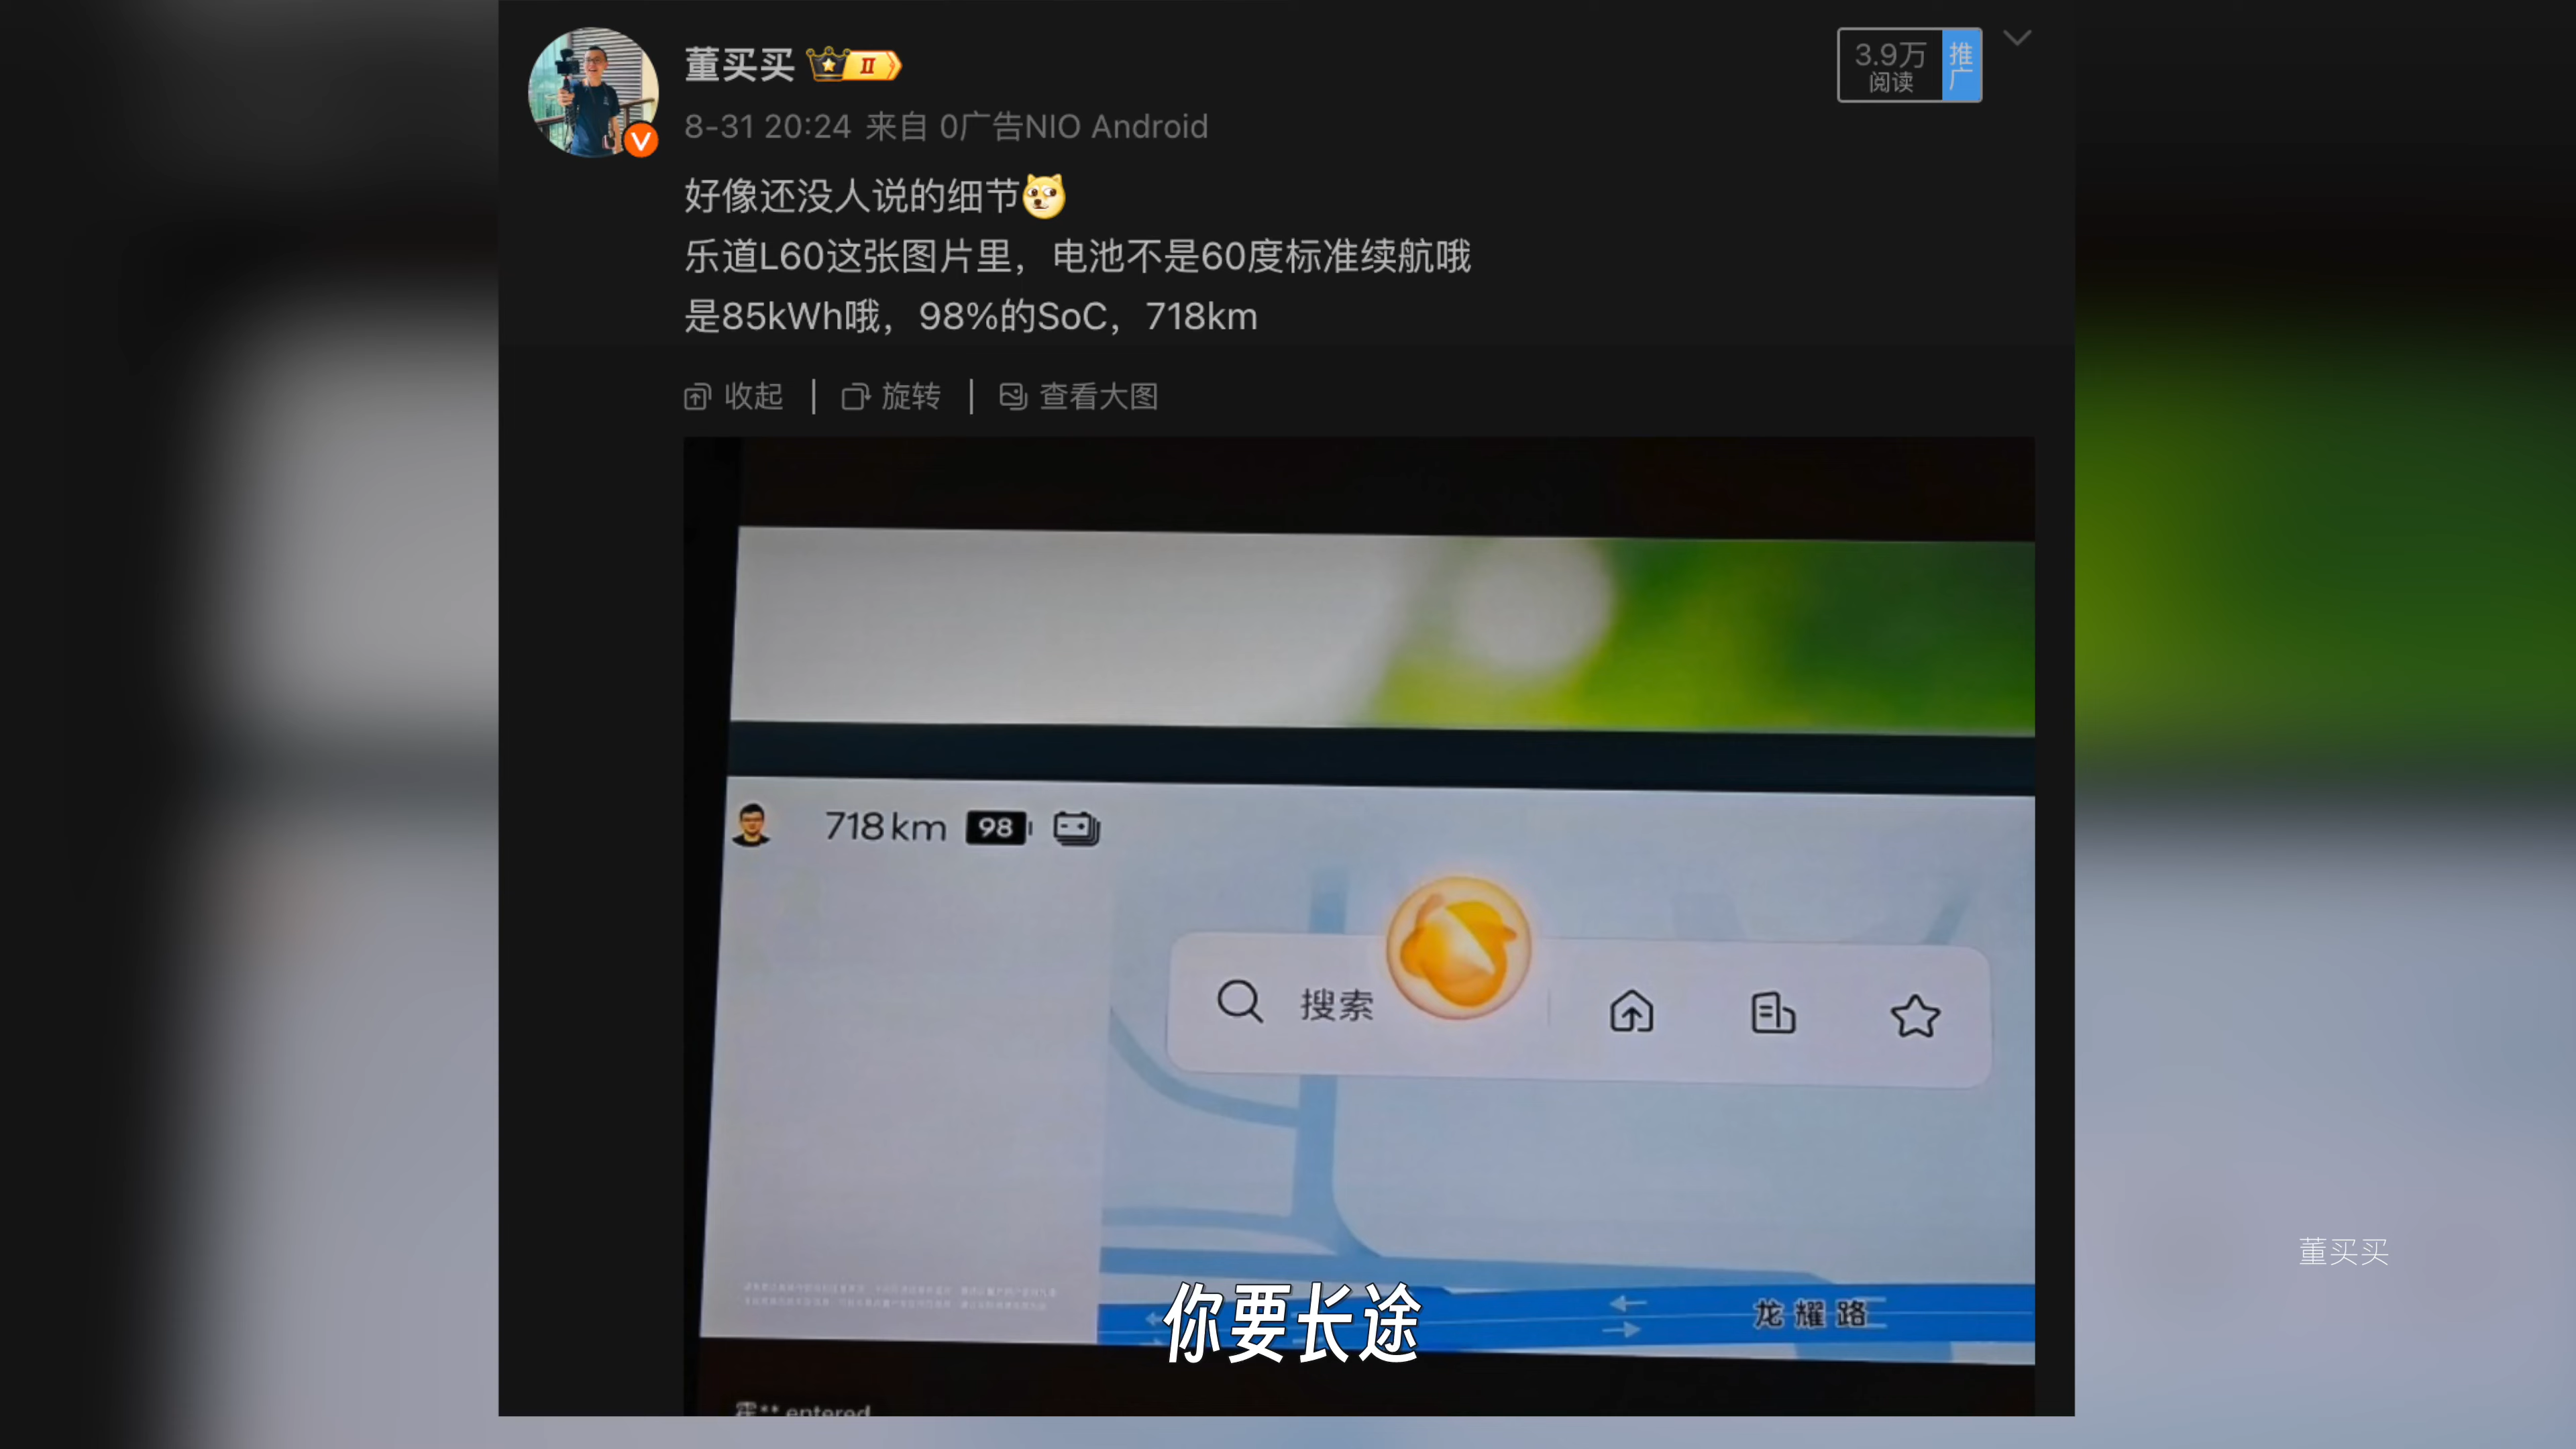 董买买
II
3.9万
阅读
推广
8-31 20:24 来自 0广告NIO Android
好像还没人说的细节
乐道L60这张图片里，电池不是60度标准续航哦
是85kWh哦，98%的SoC，718km
收起 | 旋转 | 查看大图
718km 98
搜索
龙耀路
你要长途
霍** entered
董买买